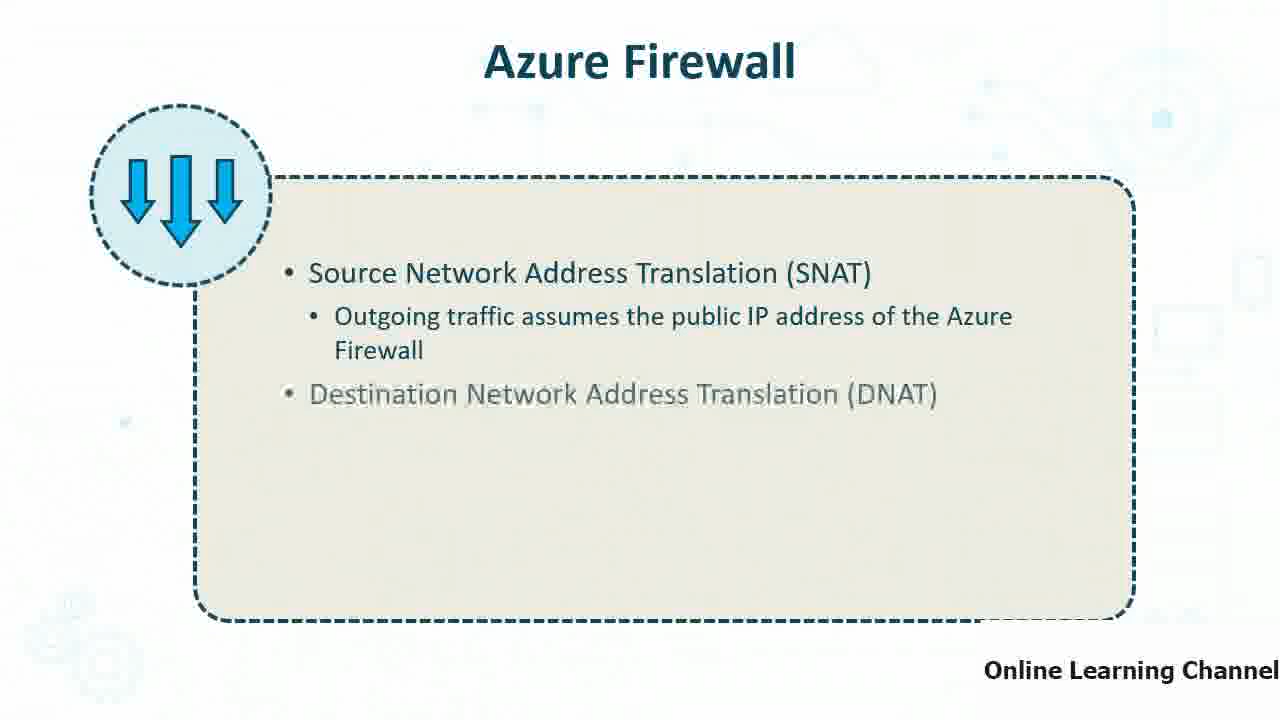 Azure Firewall
• Source Network Address Translation (SNAT)
• Outgoing traffic assumes the public IP address of the Azure
Firewall
• Destination Network Address Translation (DNAT)
Online Learning Channel